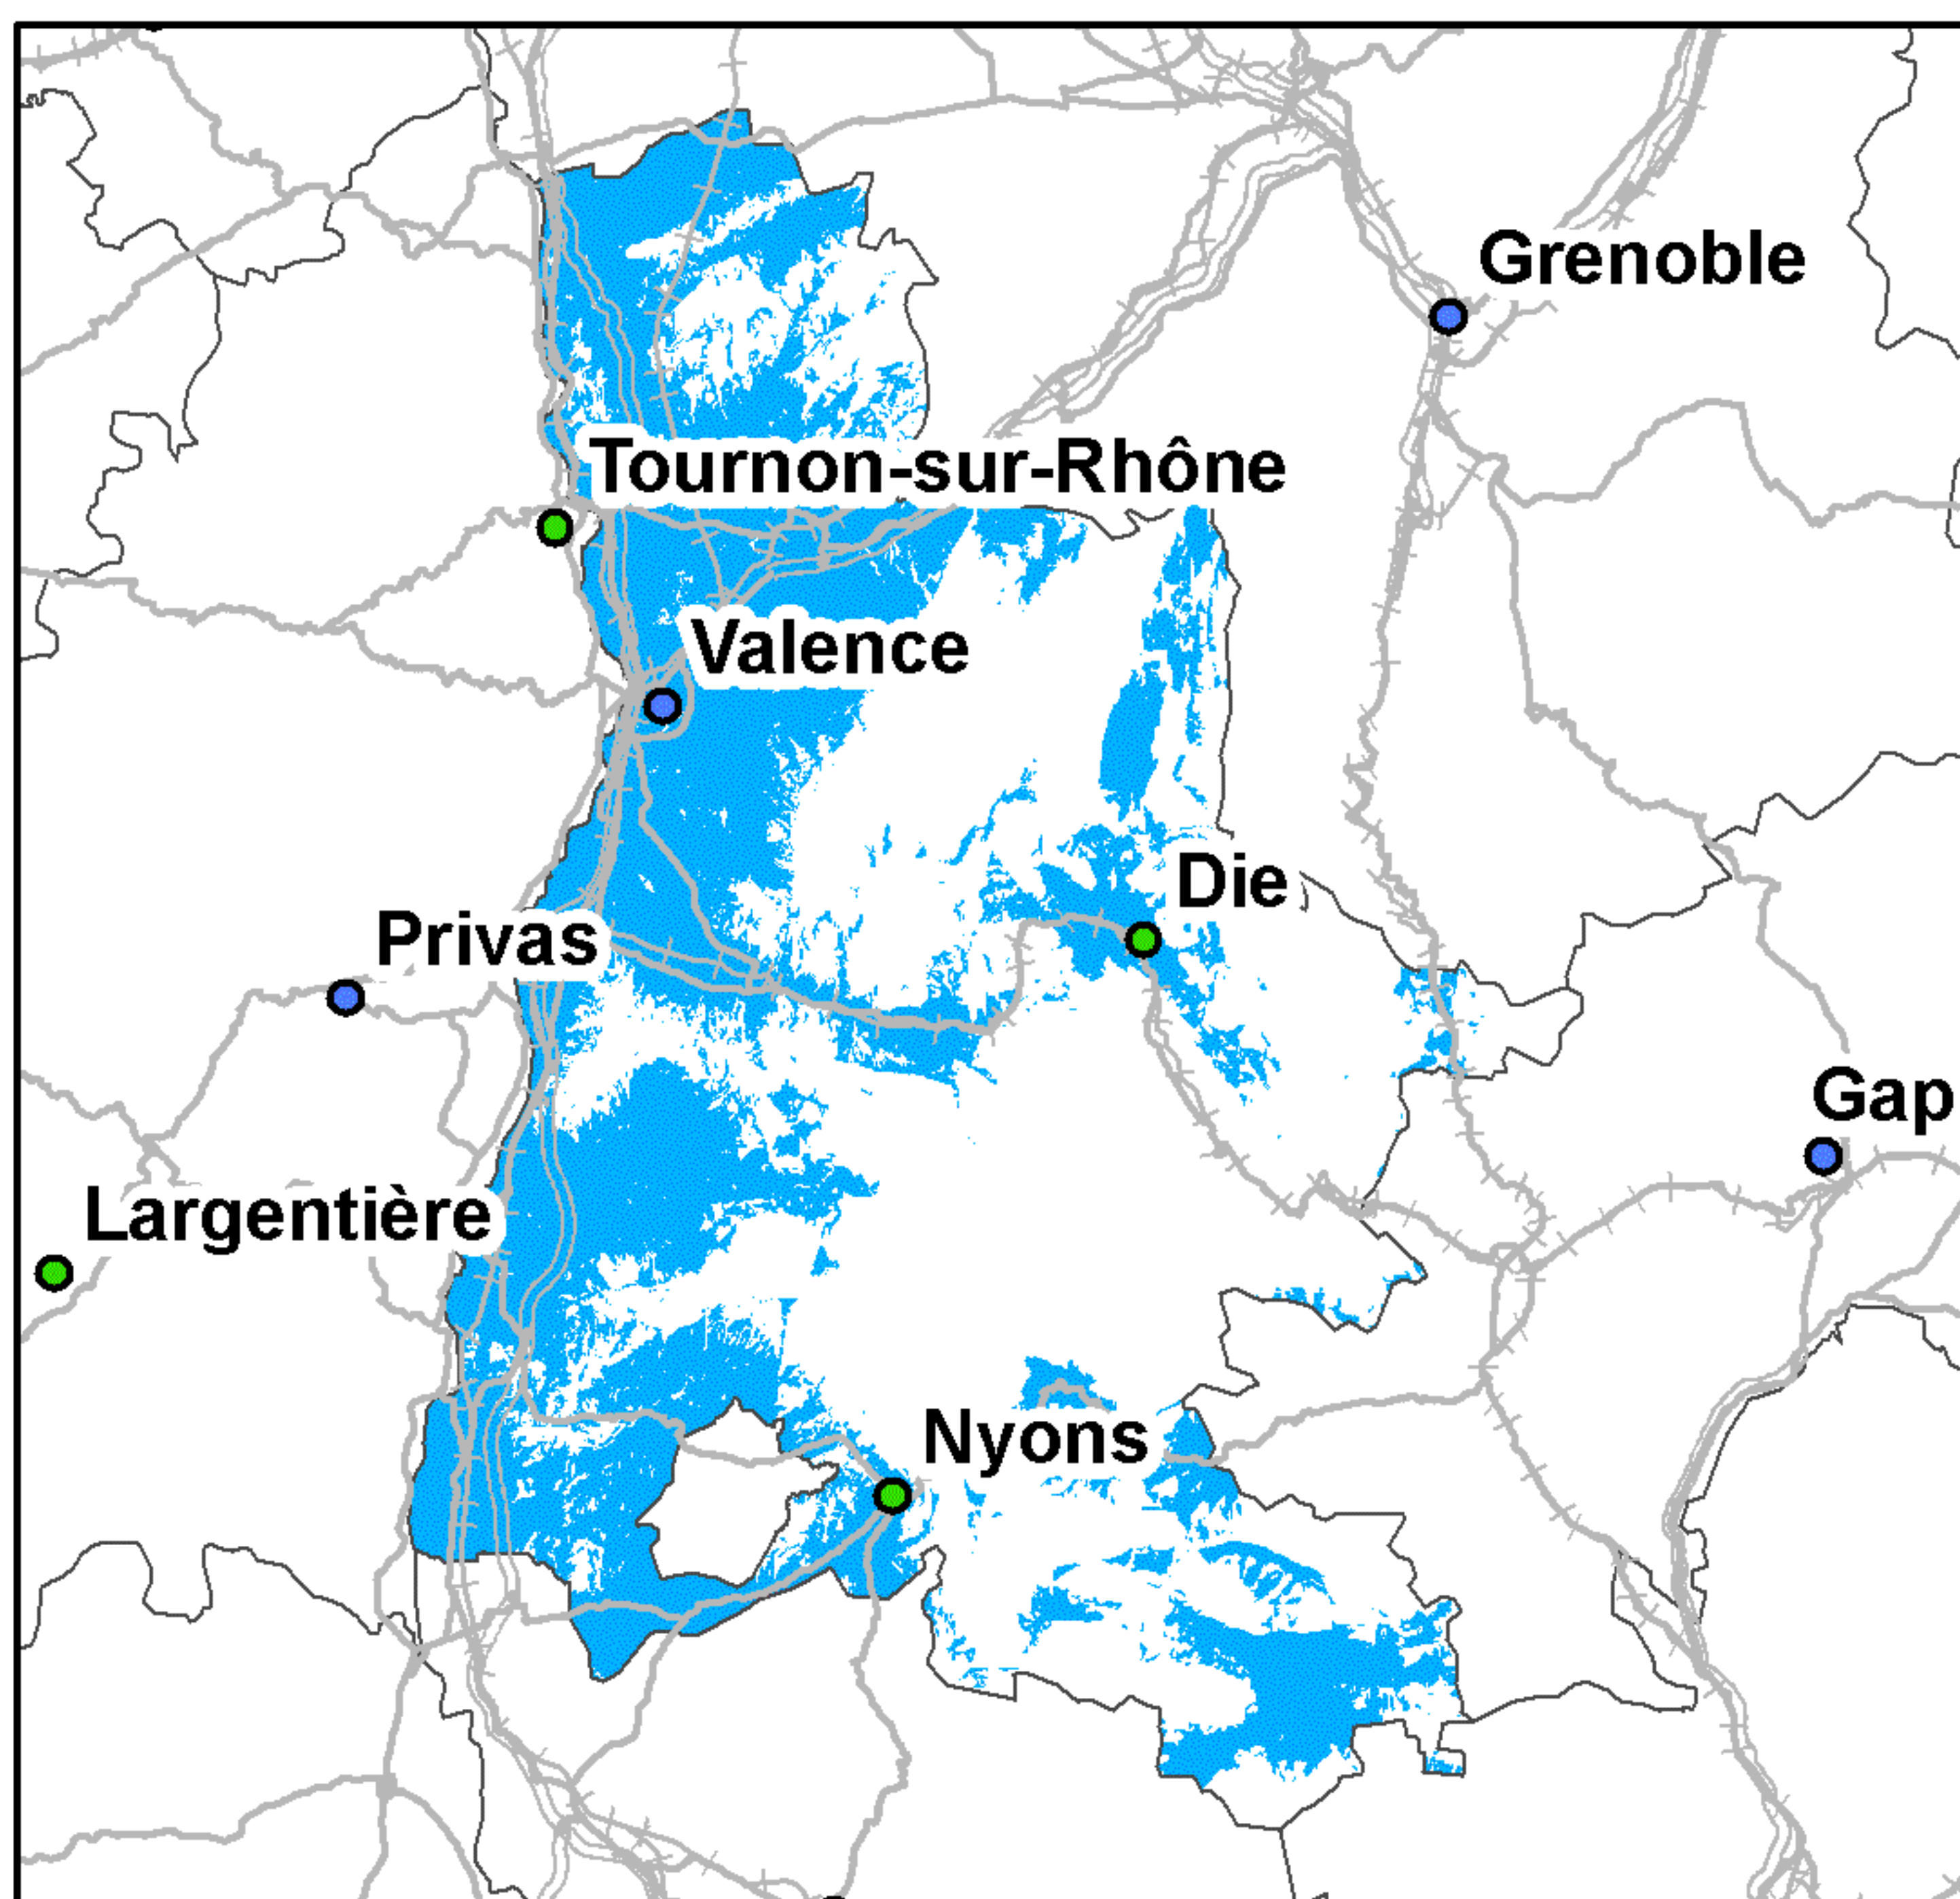 Grenoble
Tournon-sur-Rhône
Valence
Die
Privas
Gap
Largentière
Nyons